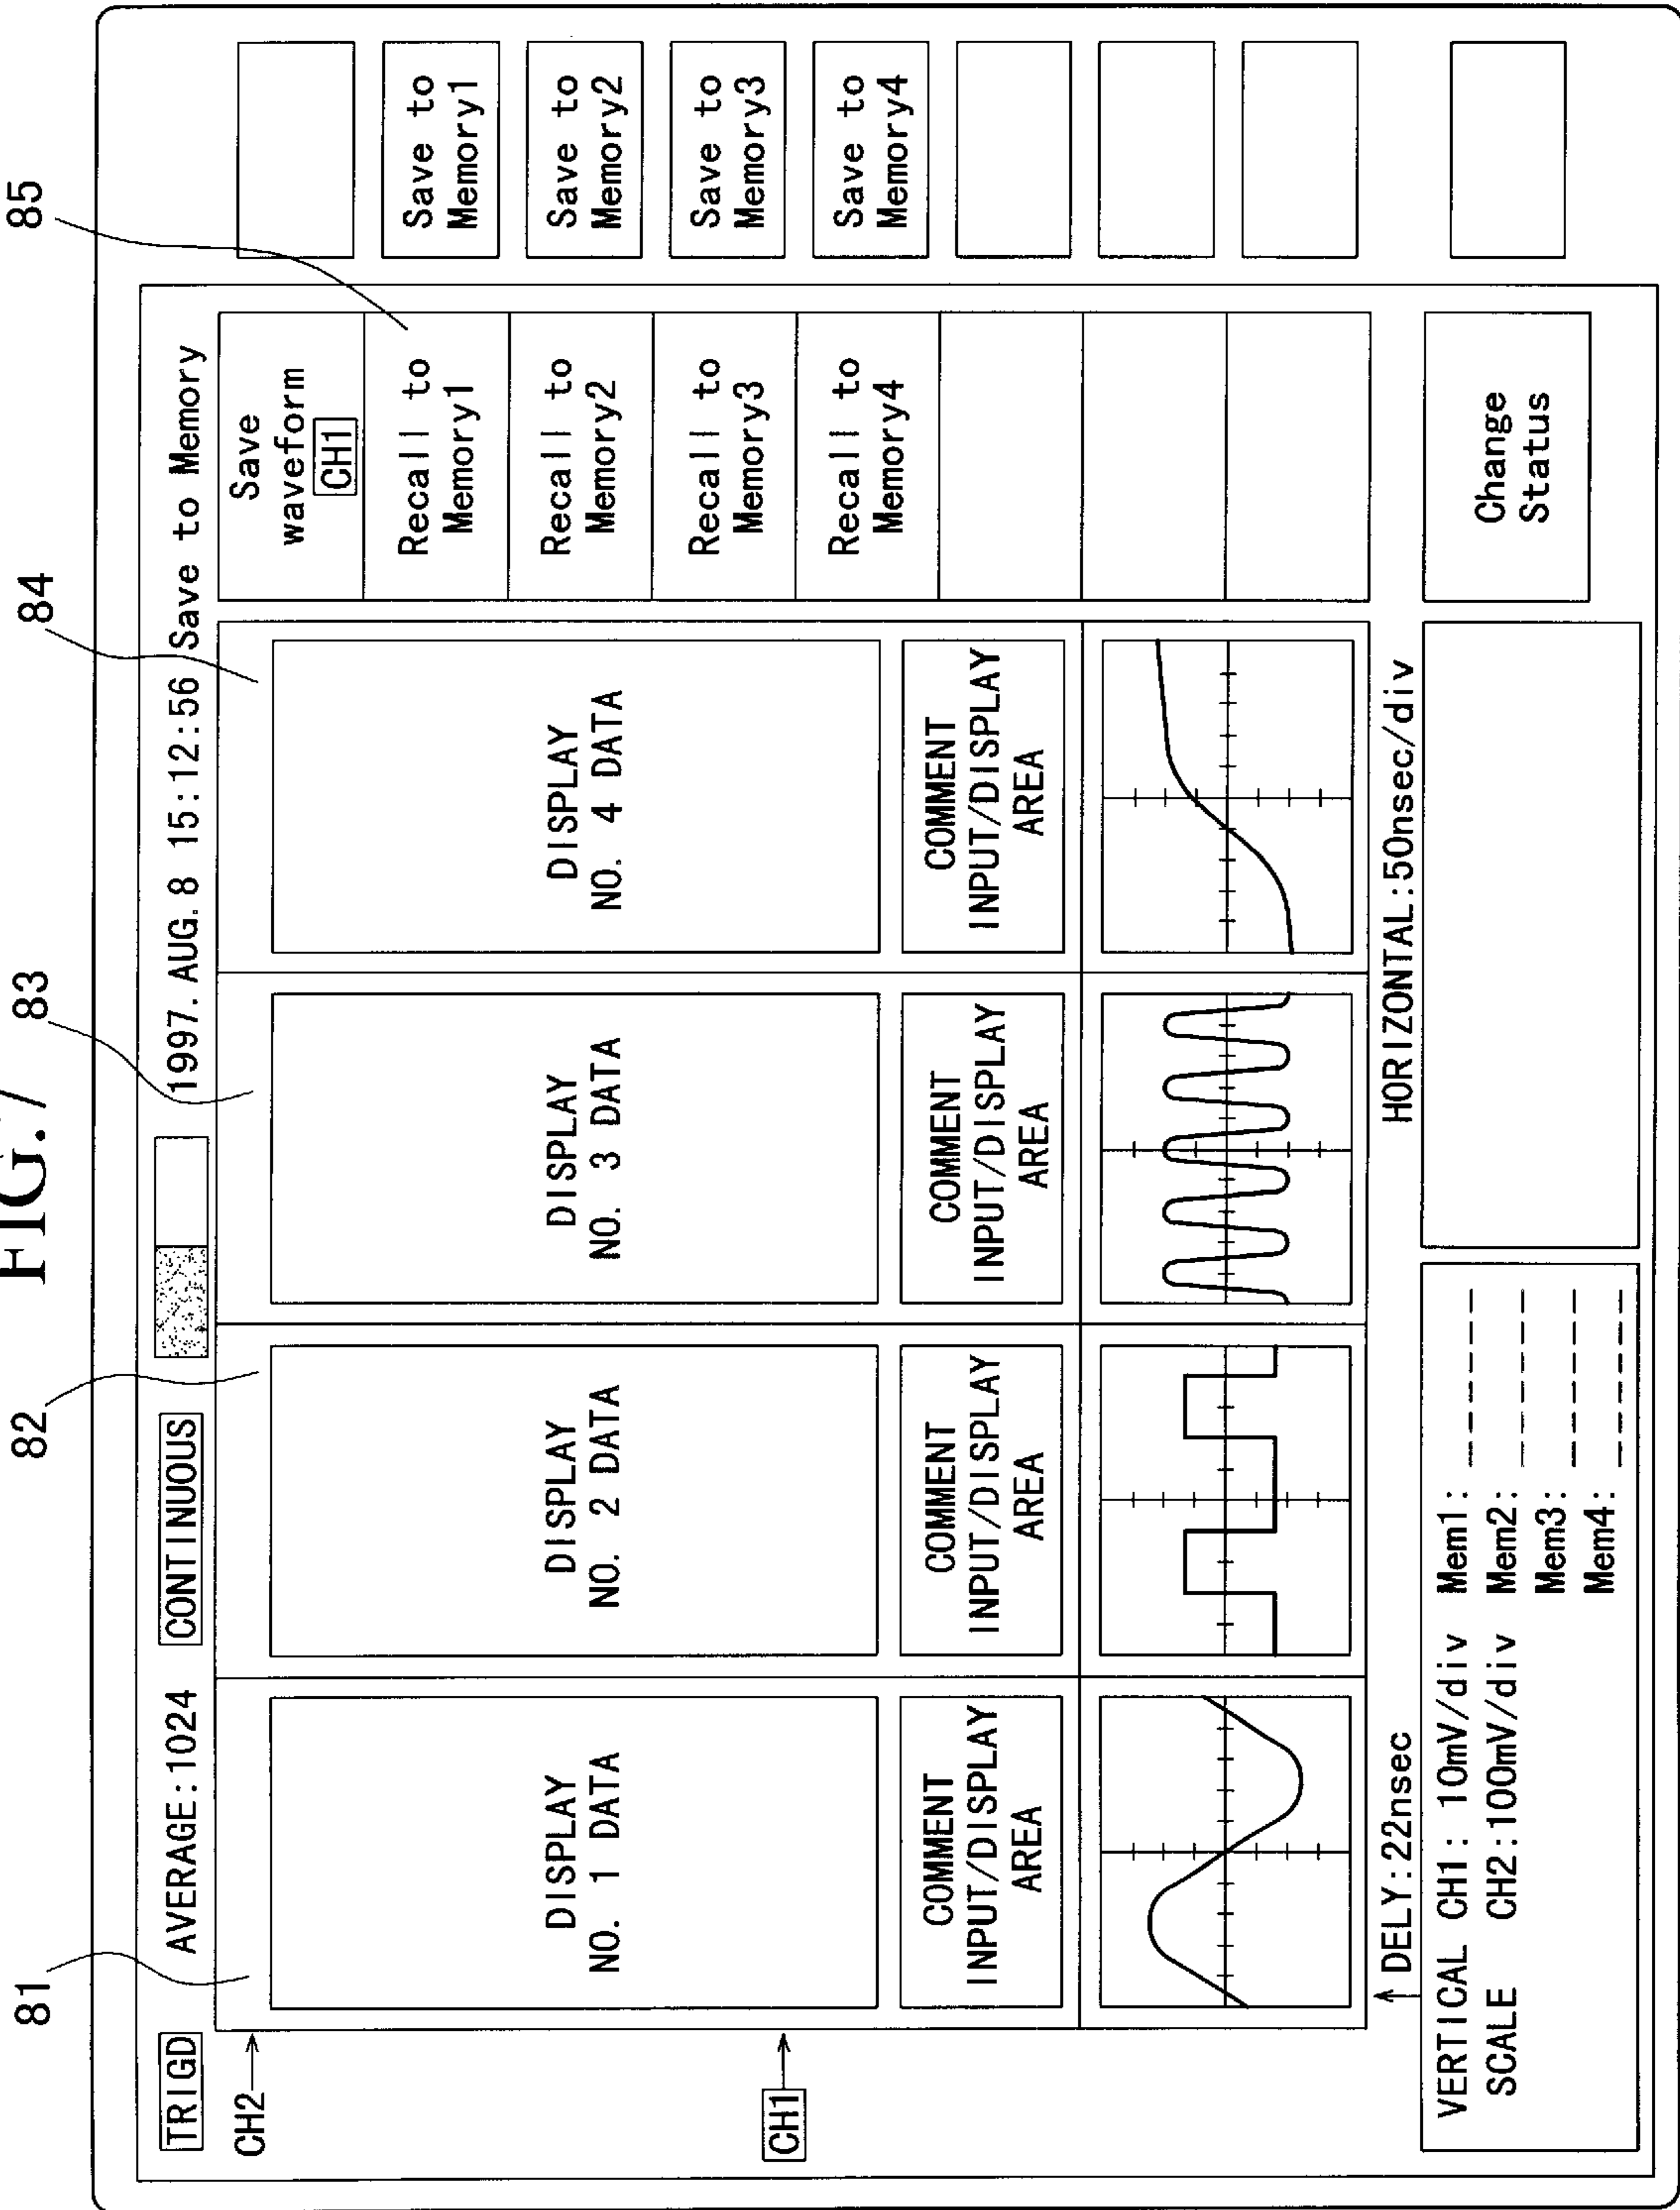 FIG. 7
81
82
83
84
85
TRIGD AVERAGE:1024 CONTINUOUS 1997. AUG. 8 15:12:56 Save to Memory
CH2
CH1
DISPLAY
NO. 1 DATA
COMMENT
INPUT/DISPLAY
AREA
DISPLAY
NO. 2 DATA
COMMENT
INPUT/DISPLAY
AREA
DISPLAY
NO. 3 DATA
COMMENT
INPUT/DISPLAY
AREA
DISPLAY
NO. 4 DATA
COMMENT
INPUT/DISPLAY
AREA
Save
waveform
CH1
Recall to
Memory1
Recall to
Memory2
Recall to
Memory3
Recall to
Memory4
Save to
Memory1
Save to
Memory2
Save to
Memory3
Save to
Memory4
DELY:22nsec
HORIZONTAL:50nsec/div
VERTICAL CH1: 10mV/div Mem1: ------
SCALE CH2:100mV/div Mem2: ------
Mem3: ------
Mem4: ------
Change
Status